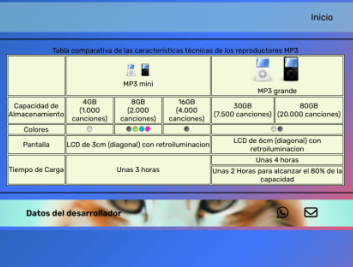 Inicio
Tabla comparativa de las características técnicas de los reproductores MP3
MP3 mini
MP3 grande
Capacidad de
Almacenamiento
4GB
(1.000
canciones)
8GB
(2.000
canciones)
16GB
(4.000
canciones)
30GB
(7.500 canciones)
80GB
(20.000 canciones)
Colores
Pantalla
LCD de 3cm (diagonal) con retroiluminacion
LCD de 6cm (diagonal) con
retroiluminacion
Tiempo de Carga
Unas 3 horas
Unas 4 horas
Unas 2 Horas para alcanzar el 80% de la
capacidad
Datos del desarrollador